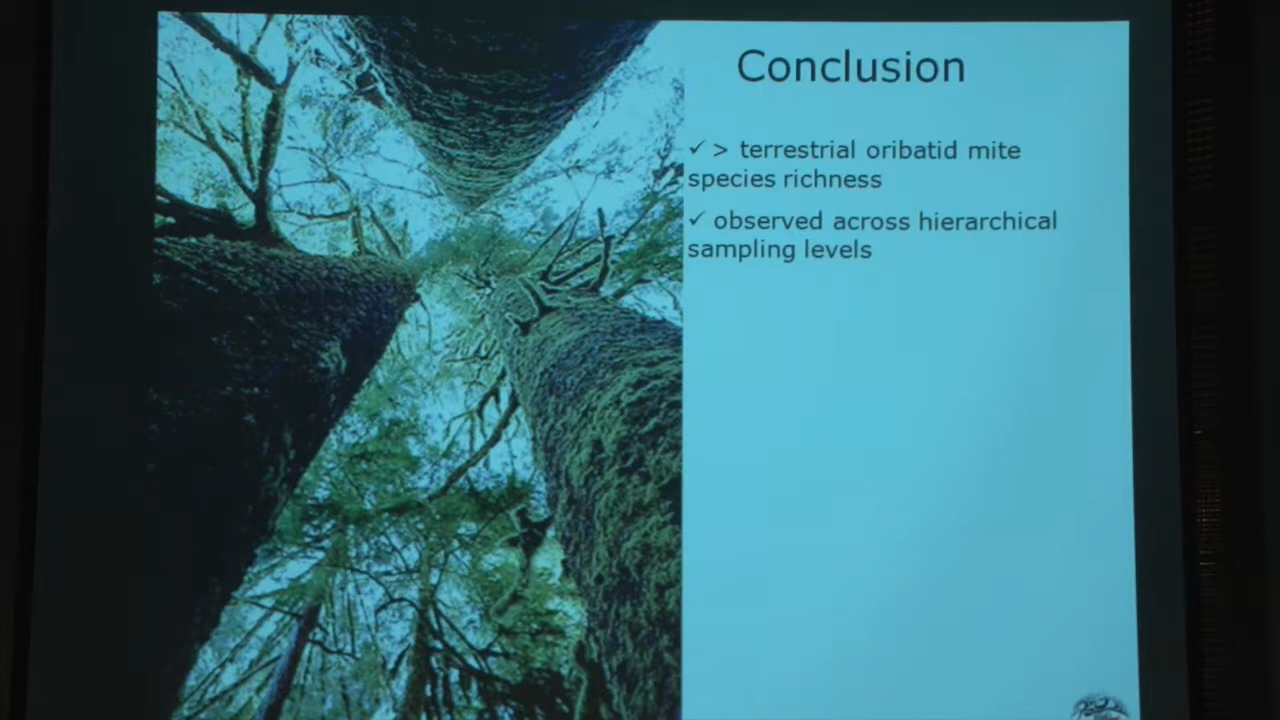 Conclusion
✓ > terrestrial oribatid mite
species richness
✓ observed across hierarchical
sampling levels